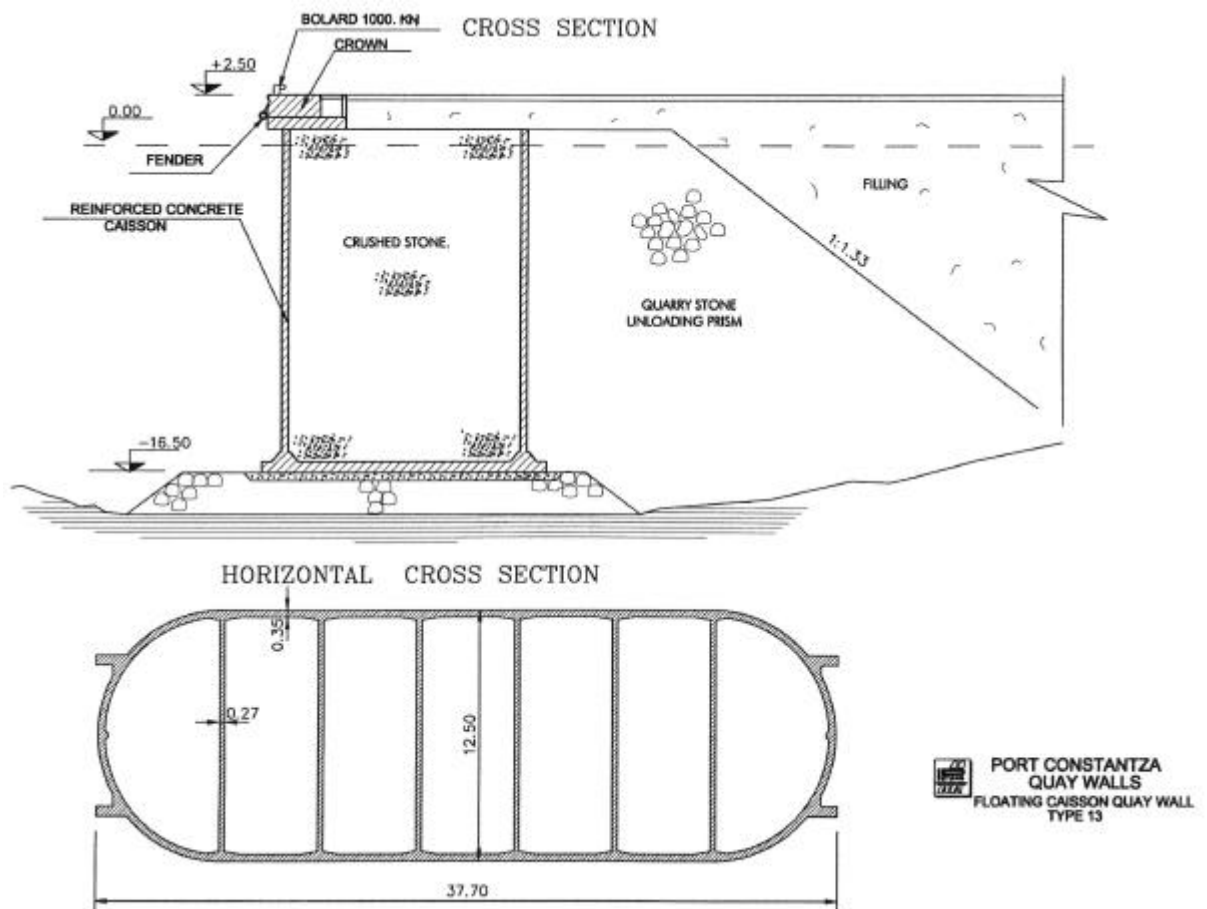 BOLARD 1000. KN
CROSS SECTION
CROWN
+2.50
0.00
FENDER
REINFORCED CONCRETE
CAISSON
CRUSHED STONE.
FILLING
1:1.33
QUARRY STONE
UNLOADING PRISM
-16.50
HORIZONTAL CROSS SECTION
0.35
0.27
12.50
37.70
PORT CONSTANTZA
QUAY WALLS
FLOATING CAISSON QUAY WALL
TYPE 13